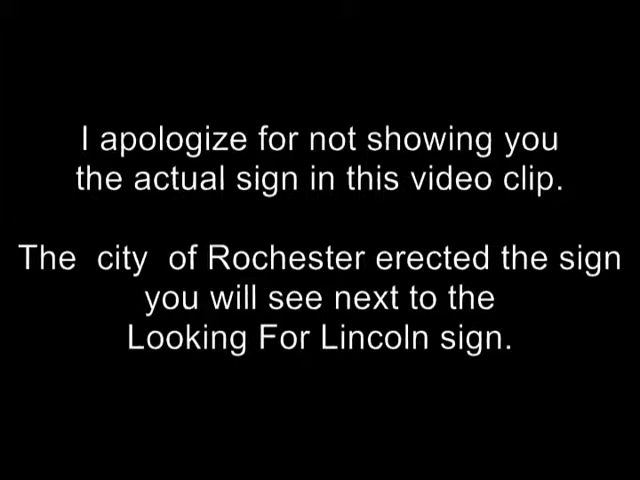 I apologize for not showing you
the actual sign in this video clip.
The city of Rochester erected the sign
you will see next to the
Looking For Lincoln sign.